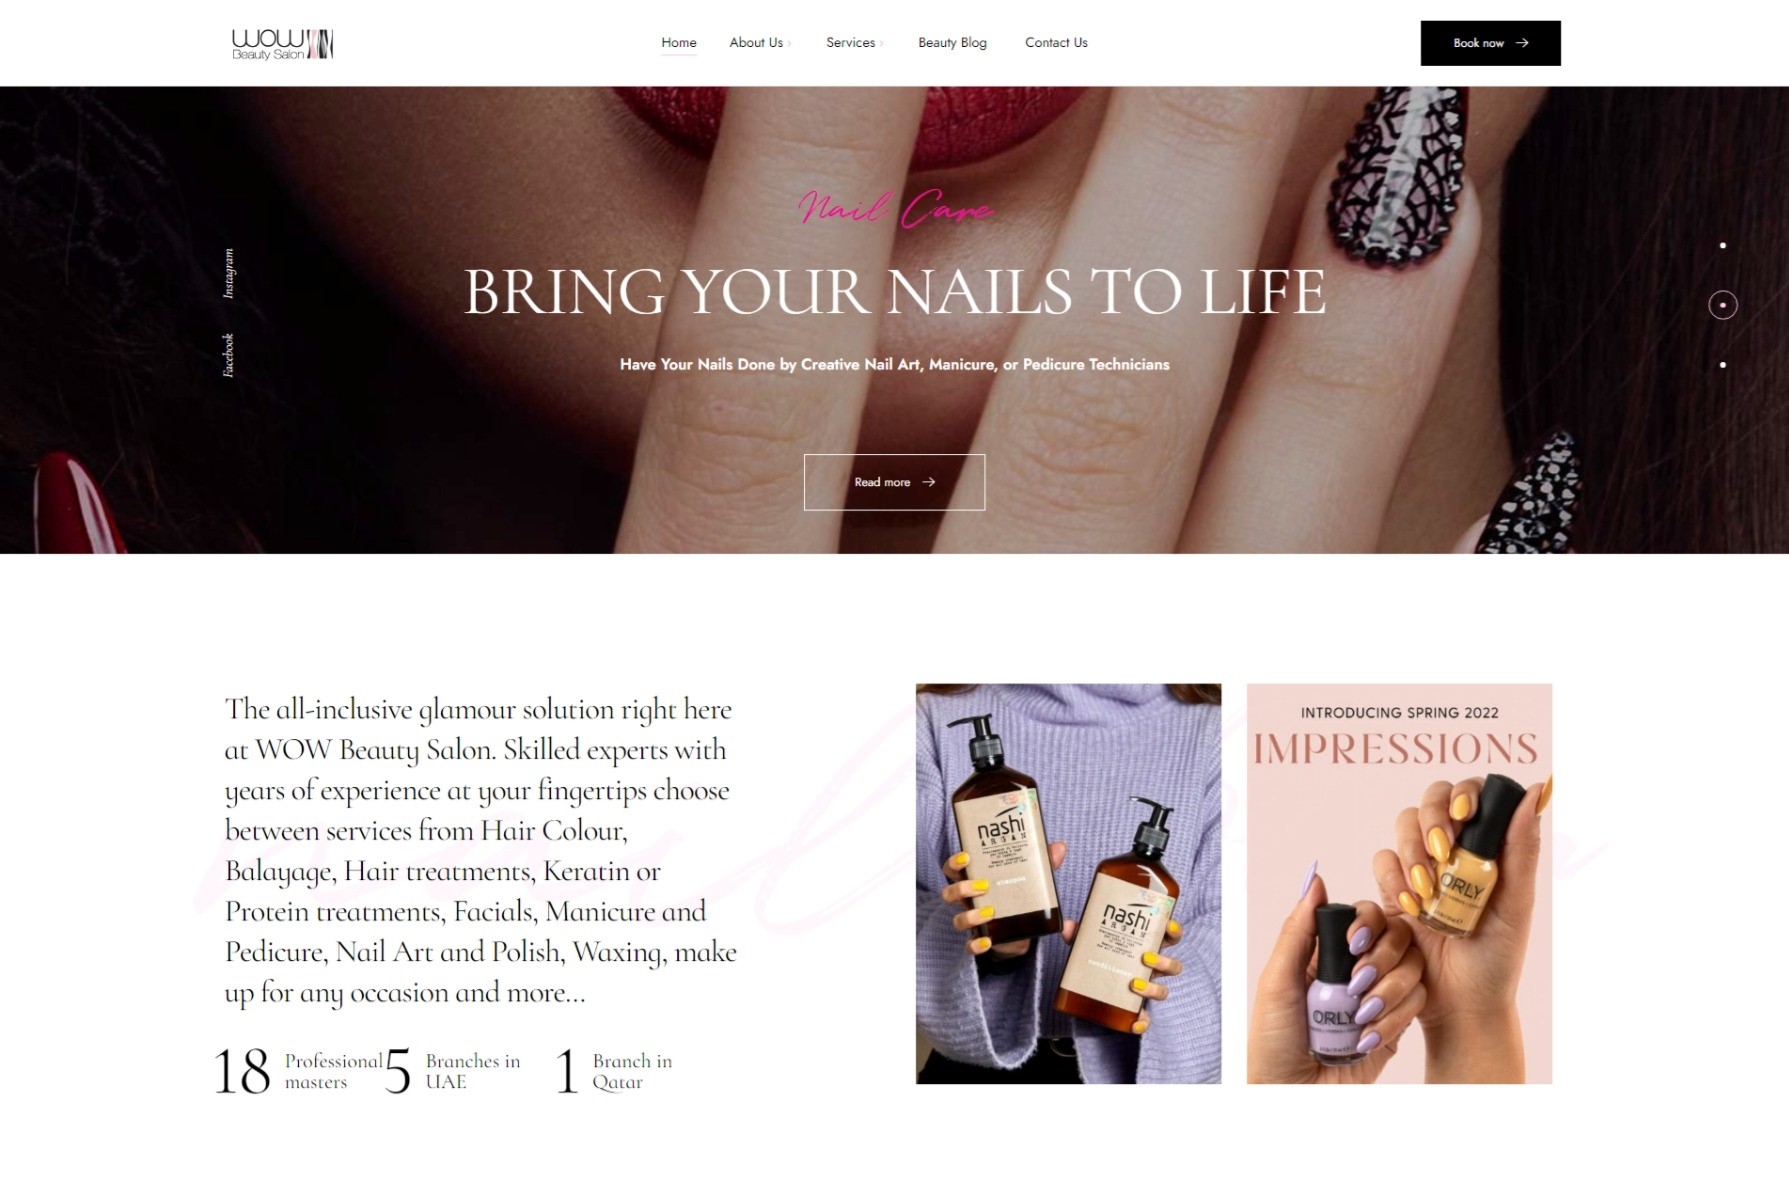 WOW
Beauty Salon
Home
About Us
Services
Beauty Blog
Contact Us
Book now
Nail Care
BRING YOUR NAILS TO LIFE
Have Your Nails Done by Creative Nail Art, Manicure, or Pedicure Technicians
Read more
Instagram
Facebook
The all-inclusive glamour solution right here
at WOW Beauty Salon. Skilled experts with
years of experience at your fingertips choose
between services from Hair Colour,
Balayage, Hair treatments, Keratin or
Protein treatments, Facials, Manicure and
Pedicure, Nail Art and Polish, Waxing, make
up for any occasion and more...
18
Professional
masters
5
Branches in
UAE
1
Branch in
Qatar
nashi
ARGAN
nashi
ARGAN
conditioner
INTRODUCING SPRING 2022
IMPRESSIONS
ORLY
ORLY